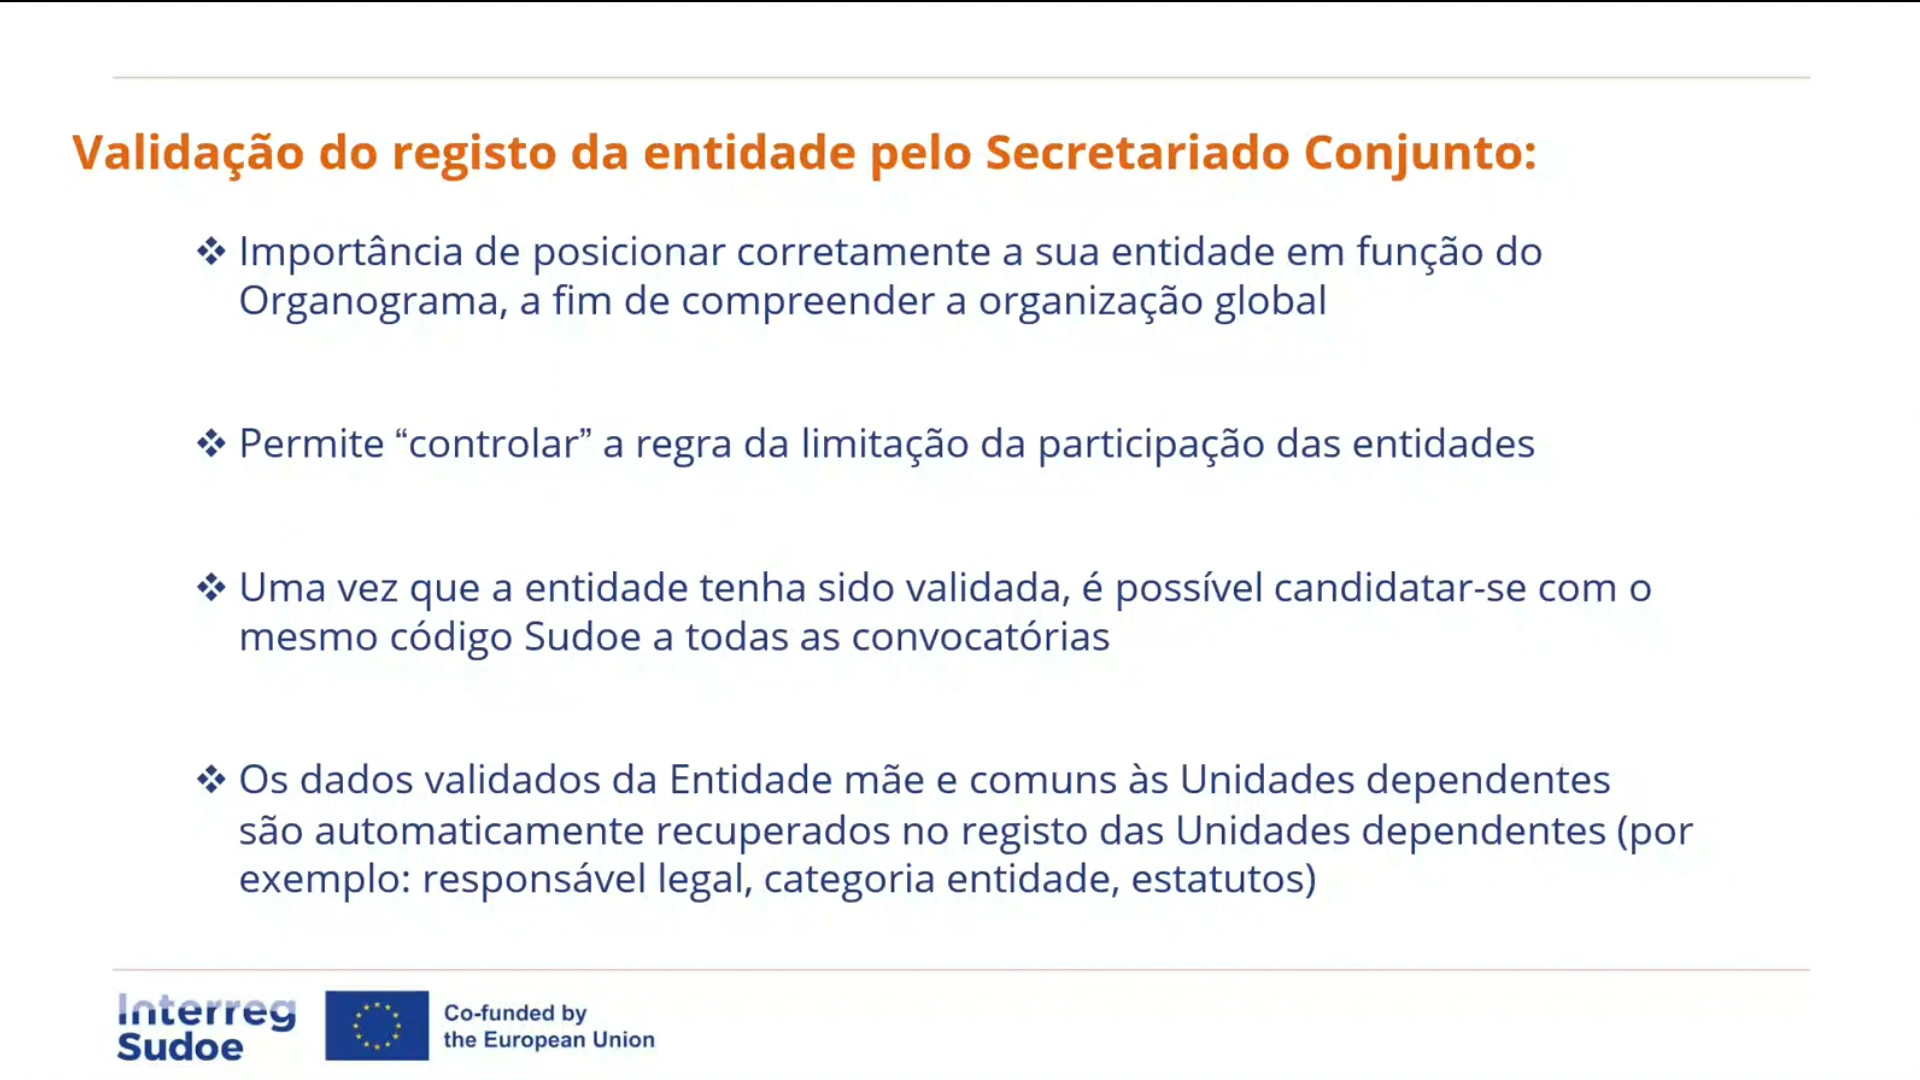 Validação do registo da entidade pelo Secretariado Conjunto:
❖ Importância de posicionar corretamente a sua entidade em função do
Organograma, a fim de compreender a organização global
❖ Permite “controlar” a regra da limitação da participação das entidades
❖ Uma vez que a entidade tenha sido validada, é possível candidatar-se com o
mesmo código Sudoe a todas as convocatórias
❖ Os dados validados da Entidade mãe e comuns às Unidades dependentes
são automaticamente recuperados no registo das Unidades dependentes (por
exemplo: responsável legal, categoria entidade, estatutos)
Interreg
Sudoe
Co-funded by
the European Union